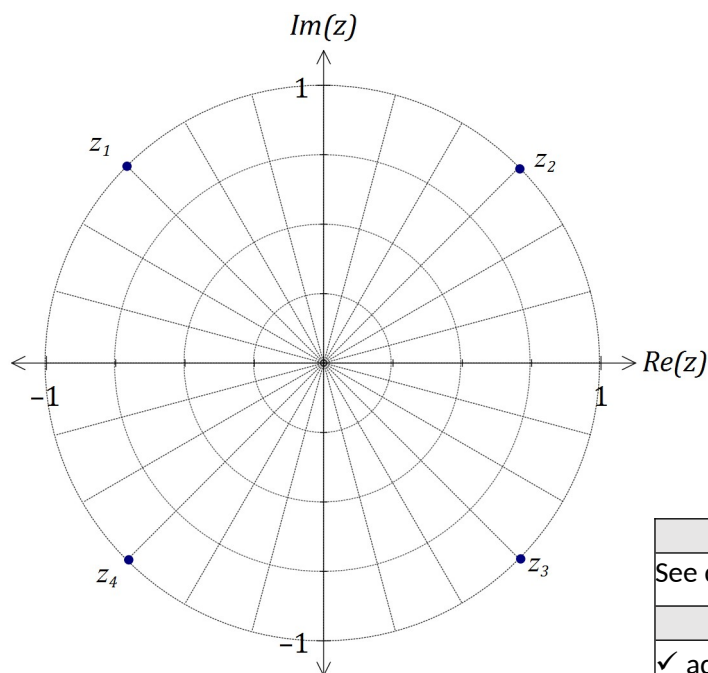 Im(z)
1
z₁
z₂
Re(z)
–1
1
z₄
z₃
–1
See
✓